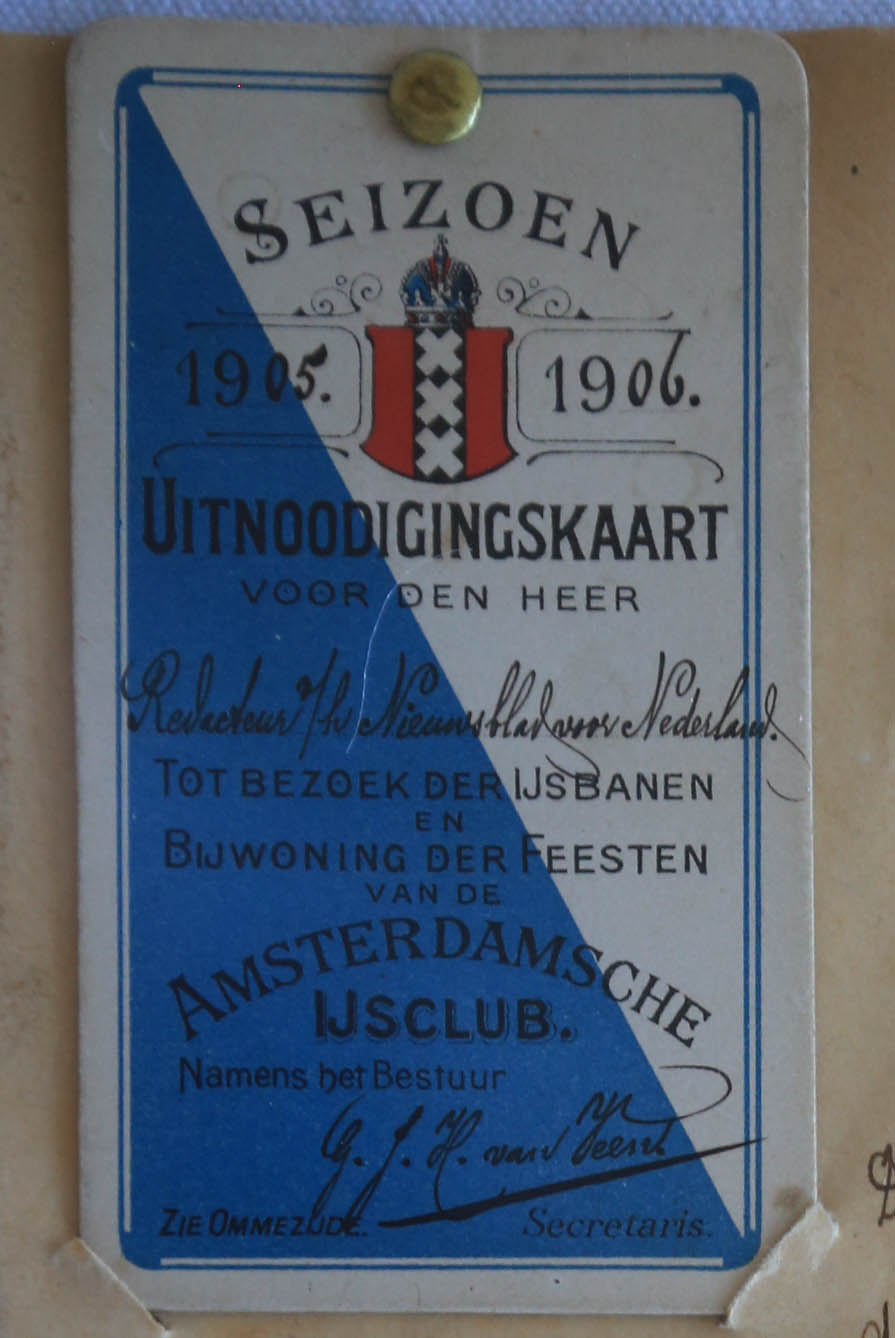 SEIZOEN
1905. 1906.
UITNOODIGINGSKAART
VOOR DEN HEER
Redacteur v/h Nieuwsblad voor Nederland.
TOT BEZOEK DER IJSBANEN
EN
BIJWONING DER FEESTEN
VAN DE
AMSTERDAMSCHE
IJSCLUB.
Namens het Bestuur
G. J. H. van
ZIE OMMEZIJDE. Secretaris.